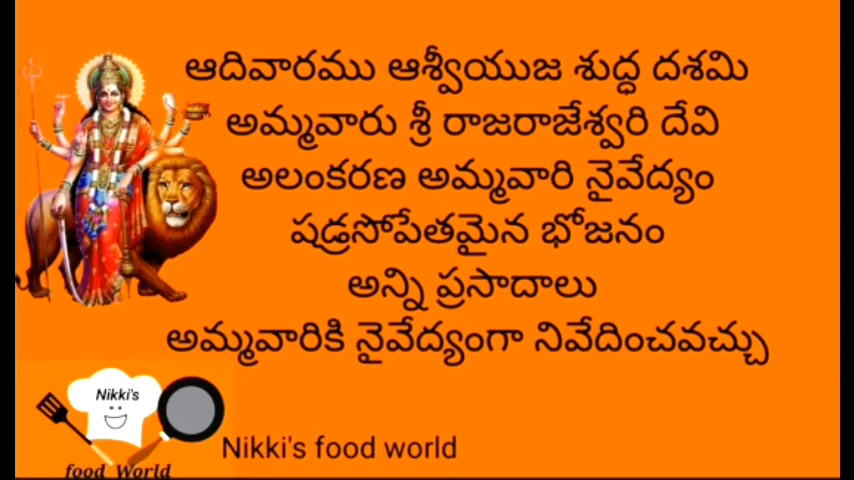 ఆదివారము ఆశ్వీయుజ శుద్ధ దశమి
అమ్మవారు శ్రీ రాజరాజేశ్వరి దేవి
అలంకరణ అమ్మవారి నైవేద్యం
షడ్రసోపేతమైన భోజనం
అన్ని ప్రసాదాలు
అమ్మవారికి నైవేద్యంగా నివేదించవచ్చు
Nikki's
food World
Nikki's food world